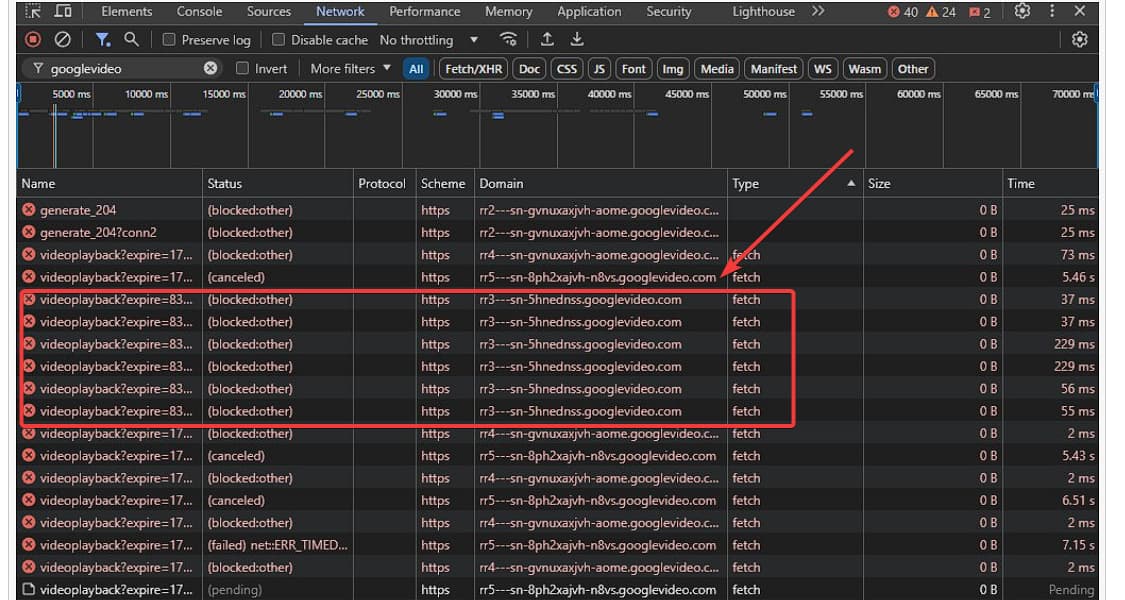 Elements Console Sources Network Performance Memory Application Security Lighthouse 40 24 2
Preserve log Disable cache No throttling
googlevideo Invert More filters All Fetch/XHR Doc CSS JS Font Img Media Manifest WS Wasm Other
5000 ms 10000 ms 15000 ms 20000 ms 25000 ms 30000 ms 35000 ms 40000 ms 45000 ms 50000 ms 55000 ms 60000 ms 65000 ms 70000 ms
Name Status Protocol Scheme Domain Type Size Time
generate_204 (blocked:other) https rr2---sn-gvnuxaxjvh-aome.googlevideo.c... 0 B 25 ms
generate_204?conn2 (blocked:other) https rr2---sn-gvnuxaxjvh-aome.googlevideo.c... 0 B 25 ms
videoplayback?expire=17... (blocked:other) https rr4---sn-gvnuxaxjvh-aome.googlevideo.c... fetch 0 B 73 ms
videoplayback?expire=17... (canceled) https rr5---sn-8ph2xajvh-n8vs.googlevideo.com fetch 0 B 5.46 s
videoplayback?expire=83... (blocked:other) https rr3---sn-5hnednss.googlevideo.com fetch 0 B 37 ms
videoplayback?expire=83... (blocked:other) https rr3---sn-5hnednss.googlevideo.com fetch 0 B 37 ms
videoplayback?expire=83... (blocked:other) https rr3---sn-5hnednss.googlevideo.com fetch 0 B 229 ms
videoplayback?expire=83... (blocked:other) https rr3---sn-5hnednss.googlevideo.com fetch 0 B 229 ms
videoplayback?expire=83... (blocked:other) https rr3---sn-5hnednss.googlevideo.com fetch 0 B 56 ms
videoplayback?expire=83... (blocked:other) https rr3---sn-5hnednss.googlevideo.com fetch 0 B 55 ms
videoplayback?expire=17... (blocked:other) https rr4---sn-gvnuxaxjvh-aome.googlevideo.c... fetch 0 B 2 ms
videoplayback?expire=17... (canceled) https rr5---sn-8ph2xajvh-n8vs.googlevideo.com fetch 0 B 5.43 s
videoplayback?expire=17... (blocked:other) https rr4---sn-gvnuxaxjvh-aome.googlevideo.c... fetch 0 B 2 ms
videoplayback?expire=17... (canceled) https rr5---sn-8ph2xajvh-n8vs.googlevideo.com fetch 0 B 6.51 s
videoplayback?expire=17... (blocked:other) https rr4---sn-gvnuxaxjvh-aome.googlevideo.c... fetch 0 B 2 ms
videoplayback?expire=17... (failed) net::ERR_TIMED... https rr5---sn-8ph2xajvh-n8vs.googlevideo.com fetch 0 B 7.15 s
videoplayback?expire=17... (blocked:other) https rr4---sn-gvnuxaxjvh-aome.googlevideo.c... fetch 0 B 2 ms
videoplayback?expire=17... (pending) https rr5---sn-8ph2xajvh-n8vs.googlevideo.com fetch 0 B Pending